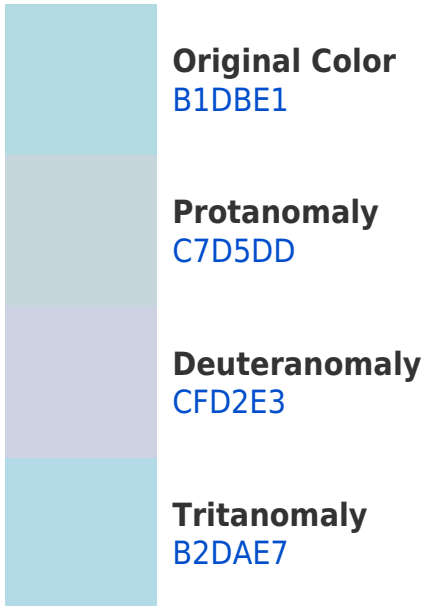 Original Color
B1DBE1
Protanomaly
C7D5DD
Deuteranomaly
CFD2E3
Tritanomaly
B2DAE7